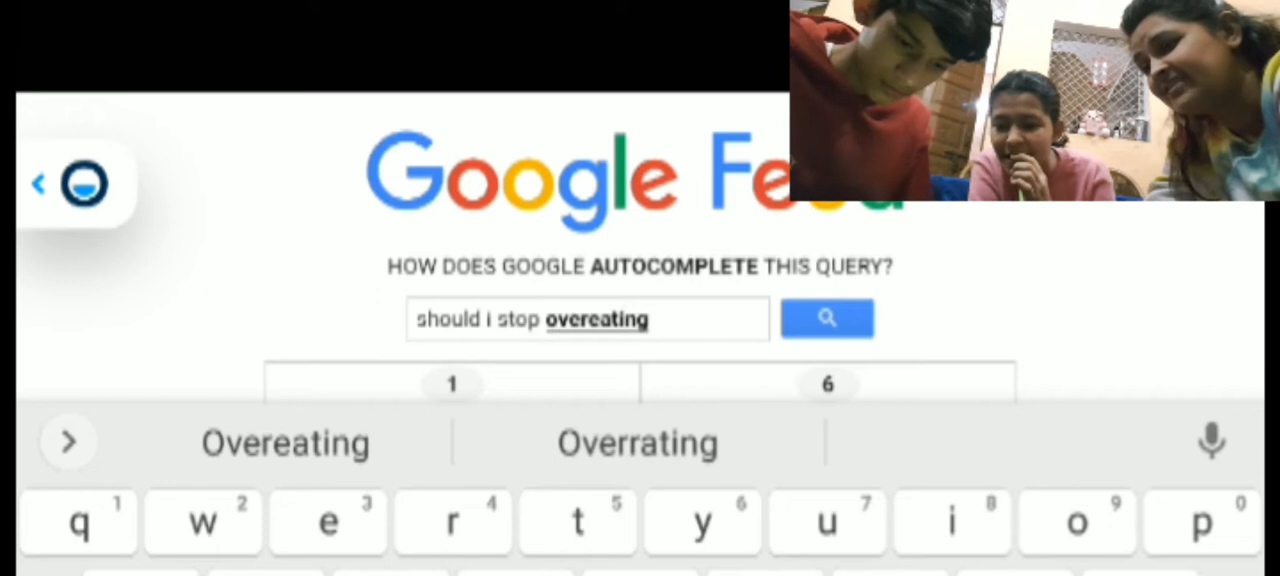 Google Feud
HOW DOES GOOGLE AUTOCOMPLETE THIS QUERY?
should i stop overeating
1 6
Overeating Overrating
q 1 w 2 e 3 r 4 t 5 y 6 u 7 i 8 o 9 p 0